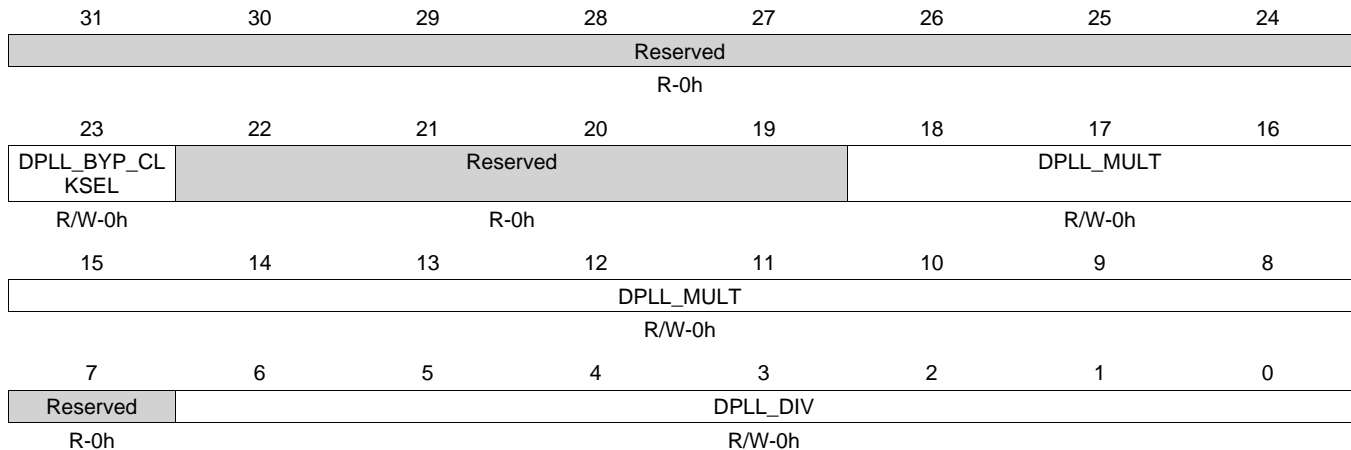 31 30 29 28 27 26 25 24
Reserved
R-0h
23 22 21 20 19 18 17 16
DPLL_BYP_CL
KSEL
Reserved DPLL_MULT
R/W-0h R-0h R/W-0h
15 14 13 12 11 10 9 8
DPLL_MULT
R/W-0h
7 6 5 4 3 2 1 0
Reserved DPLL_DIV
R-0h R/W-0h